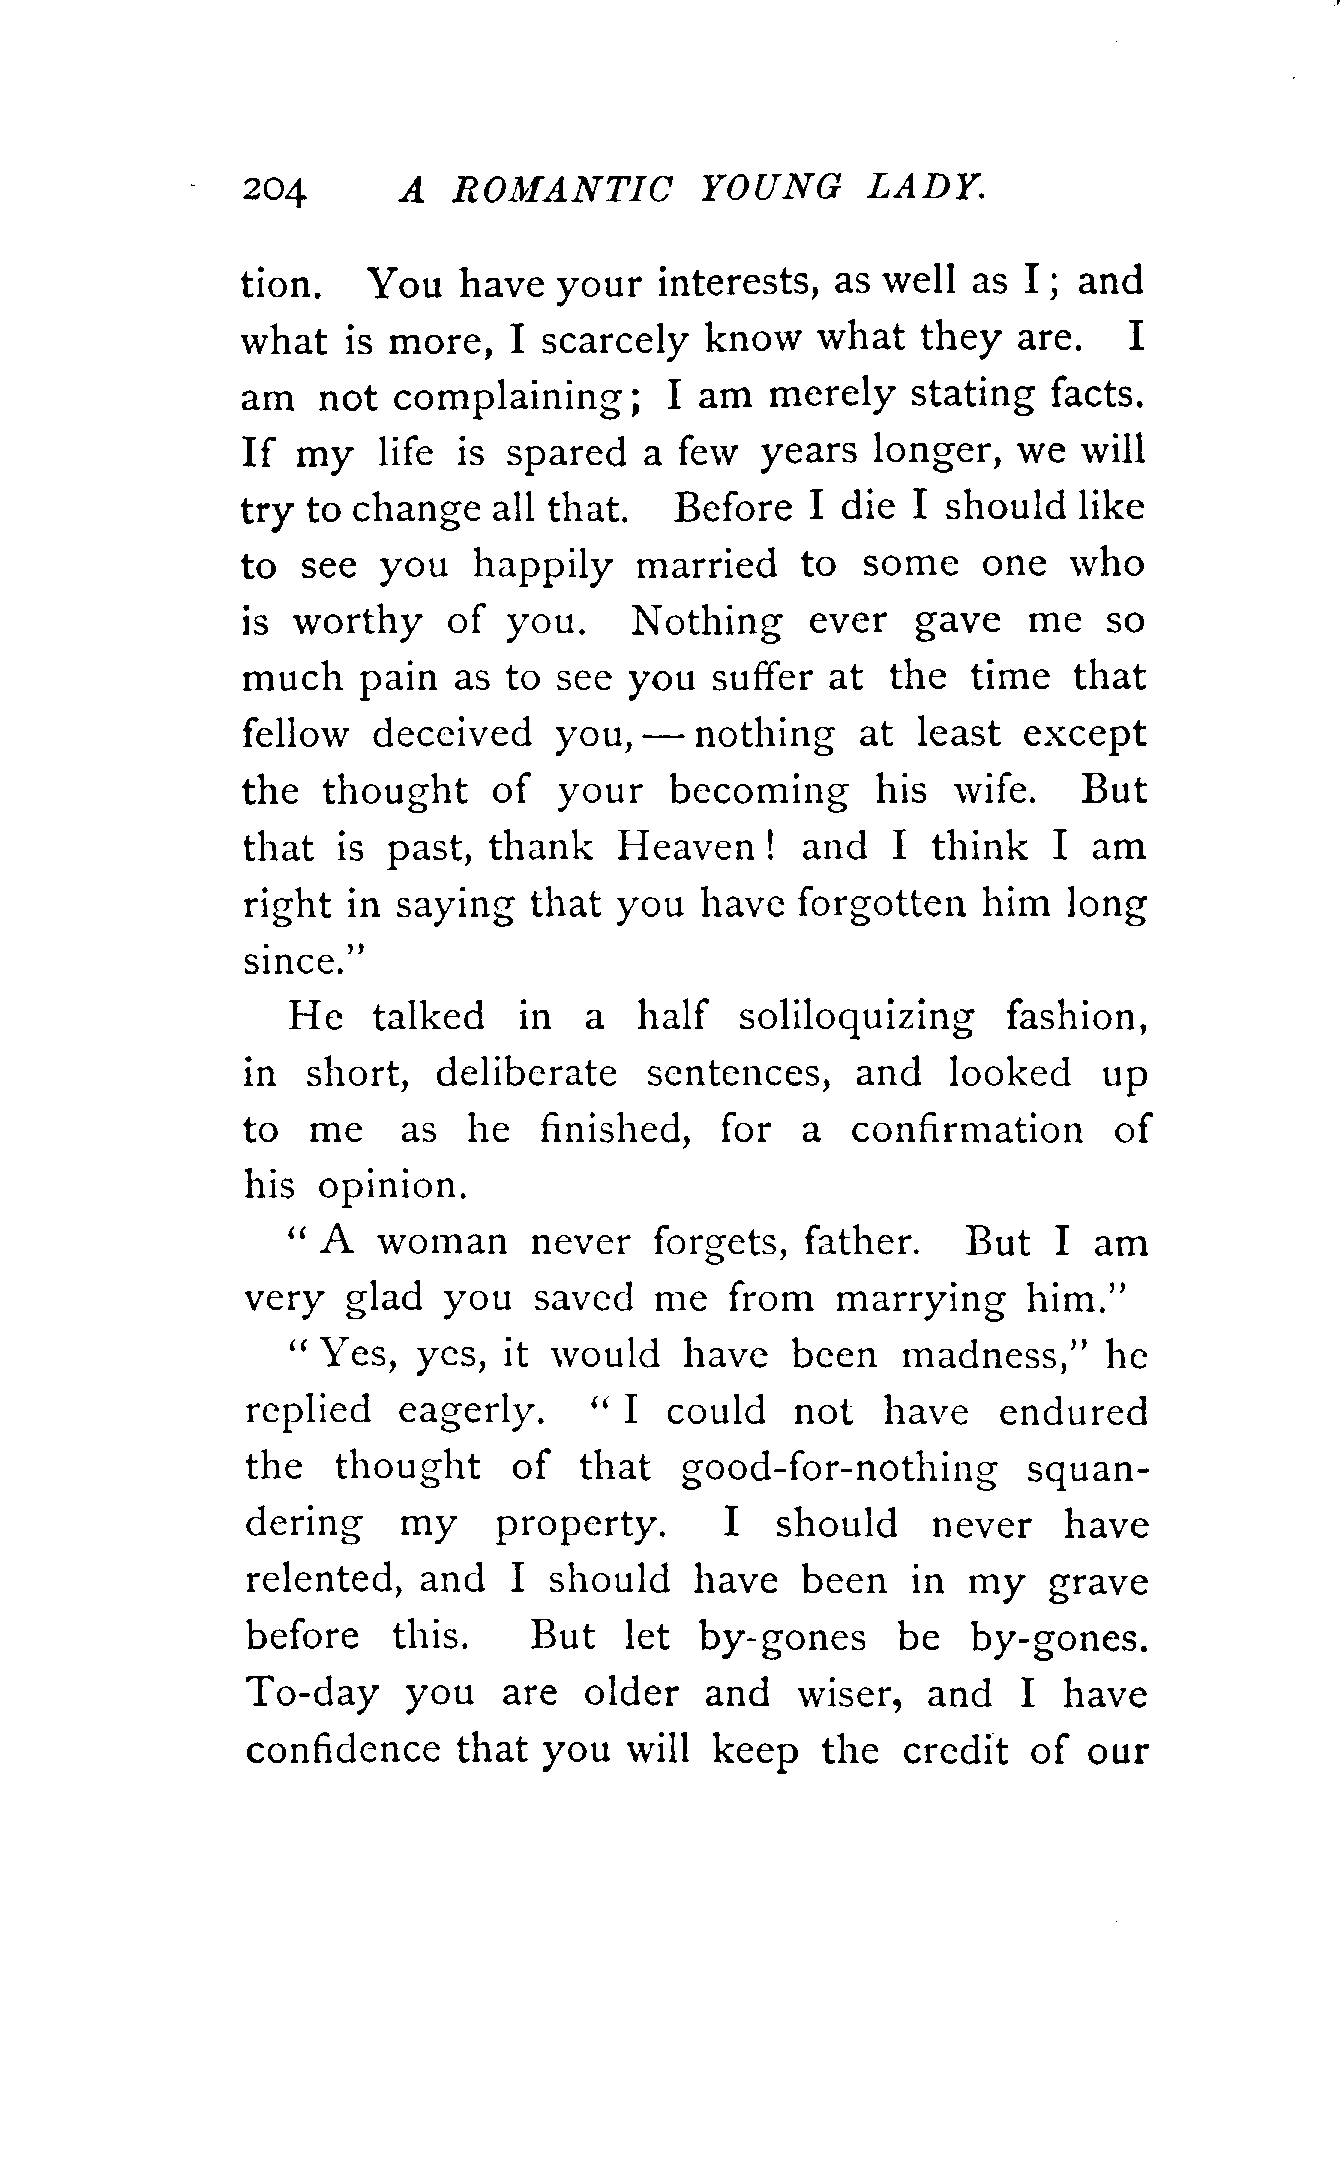 204 A ROMANTIC YOUNG LADY.
tion. You have your interests, as well as I; and
what is more, I scarcely know what they are. I
am not complaining; I am merely stating facts.
If my life is spared a few years longer, we will
try to change all that. Before I die I should like
to see you happily married to some one who
is worthy of you. Nothing ever gave me so
much pain as to see you suffer at the time that
fellow deceived you,—nothing at least except
the thought of your becoming his wife. But
that is past, thank Heaven! and I think I am
right in saying that you have forgotten him long
since."
He talked in a half soliloquizing fashion,
in short, deliberate sentences, and looked up
to me as he finished, for a confirmation of
his opinion.
"A woman never forgets, father. But I am
very glad you saved me from marrying him."
"Yes, yes, it would have been madness," he
replied eagerly. "I could not have endured
the thought of that good-for-nothing squan-
dering my property. I should never have
relented, and I should have been in my grave
before this. But let by-gones be by-gones.
To-day you are older and wiser, and I have
confidence that you will keep the credit of our